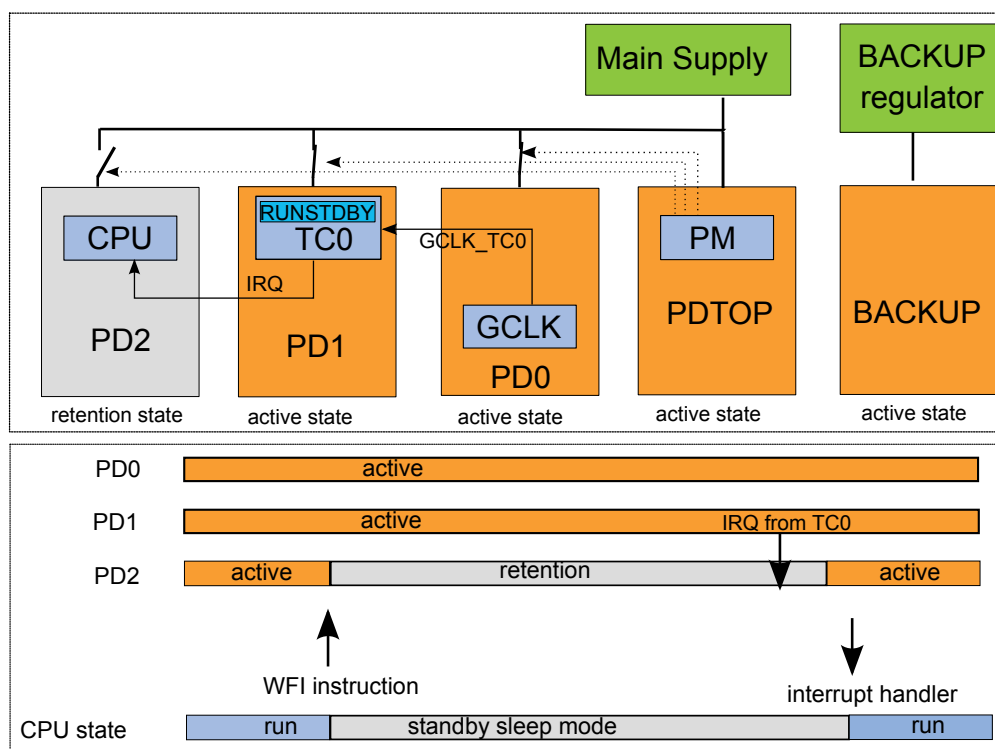 Main Supply
BACKUP
regulator
RUNSTDBY
CPU
TC0
GCLK_TC0
PM
IRQ
GCLK
PDTOP
BACKUP
PD2
PD1
PD0
retention state
active state
active state
active state
active state
PD0
active
PD1
active
IRQ from TC0
PD2
active
retention
active
WFI instruction
interrupt handler
CPU state
run
standby sleep mode
run